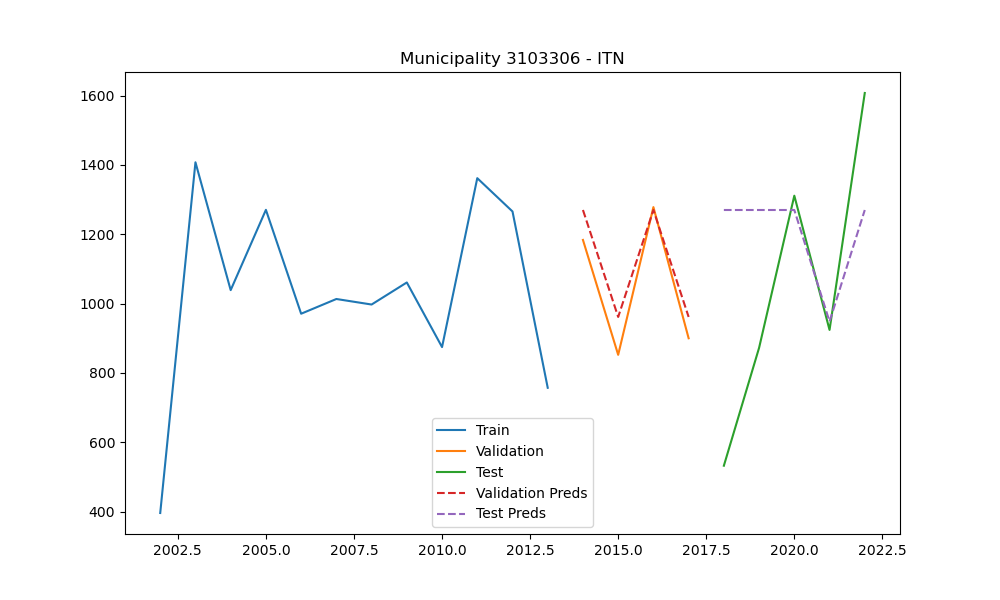 Municipality 3103306 - ITN
1600
1400
1200
1000
800
600
400
Train
Validation
Test
Validation Preds
Test Preds
2002.5 2005.0 2007.5 2010.0 2012.5 2015.0 2017.5 2020.0 2022.5